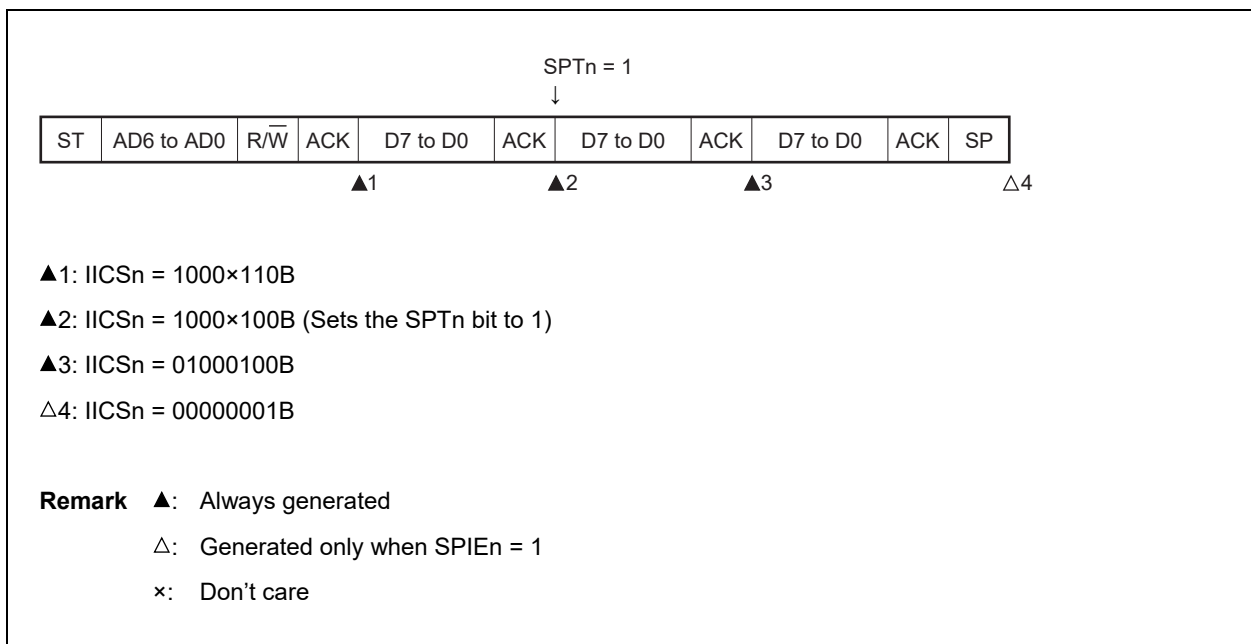 SPTn = 1
↓
ST AD6 to AD0 R/W̅ ACK D7 to D0 ACK D7 to D0 ACK D7 to D0 ACK SP
▲1 ▲2 ▲3 △4
▲1: IICSn = 1000×110B
▲2: IICSn = 1000×100B (Sets the SPTn bit to 1)
▲3: IICSn = 01000100B
△4: IICSn = 00000001B
Remark ▲: Always generated
△: Generated only when SPIEn = 1
×: Don’t care